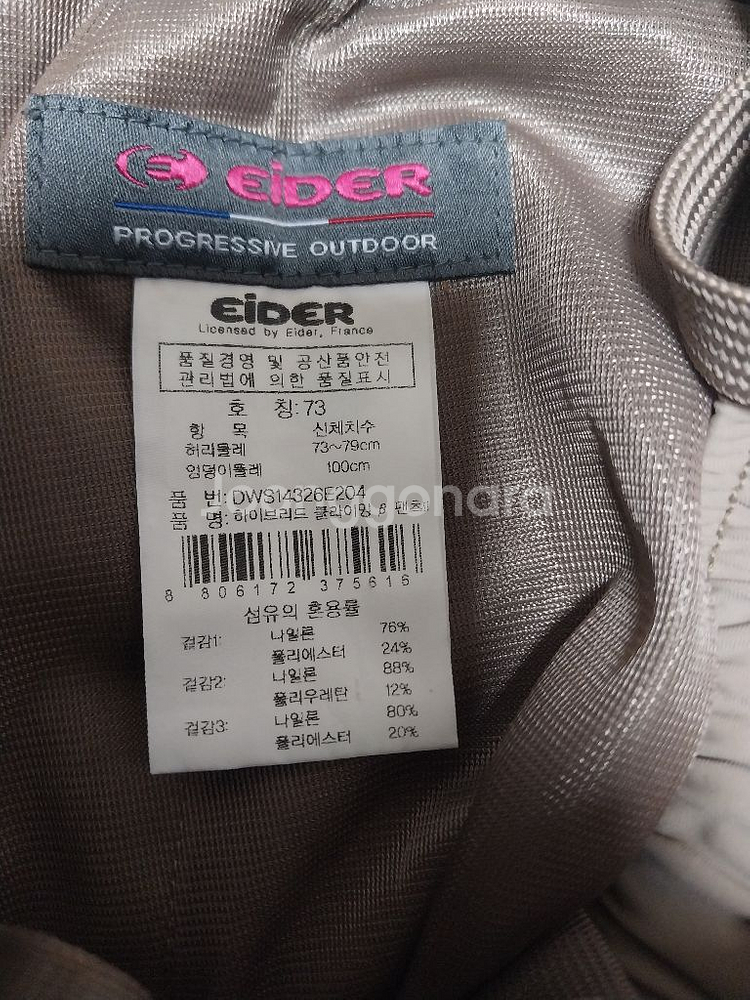 EiDER
PROGRESSIVE OUTDOOR
EiDER
Licensed by Eider, France
품질경영 및 공산품안전
관리법에 의한 품질표시
호 칭: 73
항 목 신체치수
허리둘레 73~79cm
엉덩이둘레 100cm
품 번: DWS14326E204
품 명: 하이브리드 클라이밍 팬츠
8 806172 375616
섬유의 혼용률
겉감1: 나일론 76%
폴리에스터 24%
겉감2: 나일론 88%
폴리우레탄 12%
겉감3: 나일론 80%
폴리에스터 20%